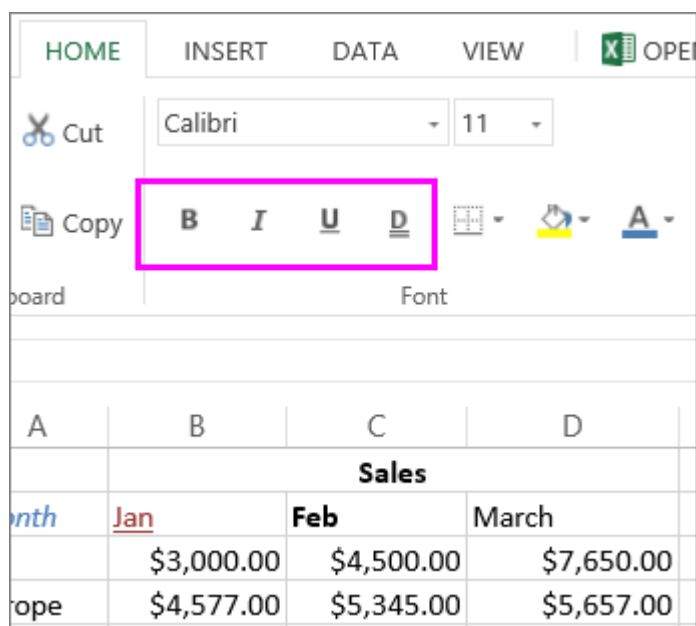 HOME INSERT DATA VIEW OPE
Cut Calibri 11
Copy B I U D A
board Font
A B C D
Sales
onth Jan Feb March
$3,000.00 $4,500.00 $7,650.00
rope $4,577.00 $5,345.00 $5,657.00